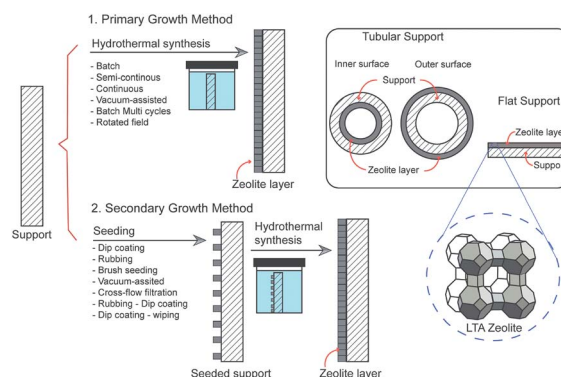 1. Primary Growth Method
Hydrothermal synthesis
- Batch
- Semi-continous
- Continuous
- Vacuum-assisted
- Batch Multi cycles
- Rotated field
Zeolite layer
Support
2. Secondary Growth Method
Seeding
- Dip coating
- Rubbing
- Brush seeding
- Vacuum-assited
- Cross-flow filtration
- Rubbing - Dip coating
- Dip coating - wiping
Seeded support
Hydrothermal
synthesis
Zeolite layer
Tubular Support
Inner surface
Outer surface
Support
Zeolite layer
Flat Support
Zeolite laye
Suppo
LTA Zeolite